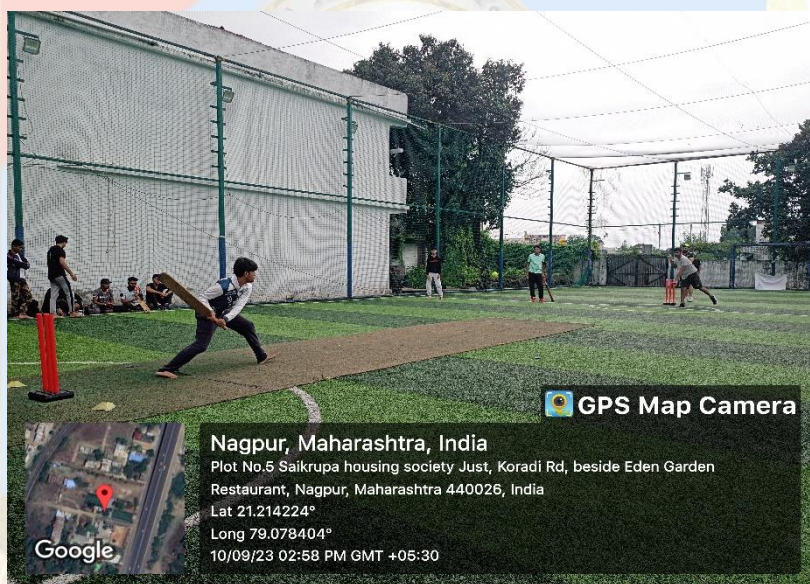 GPS Map Camera
Nagpur, Maharashtra, India
Plot No.5 Saikrupa housing society Just, Koradi Rd, beside Eden Garden
Restaurant, Nagpur, Maharashtra 440026, India
Lat 21.214224°
Long 79.078404°
10/09/23 02:58 PM GMT +05:30
Google